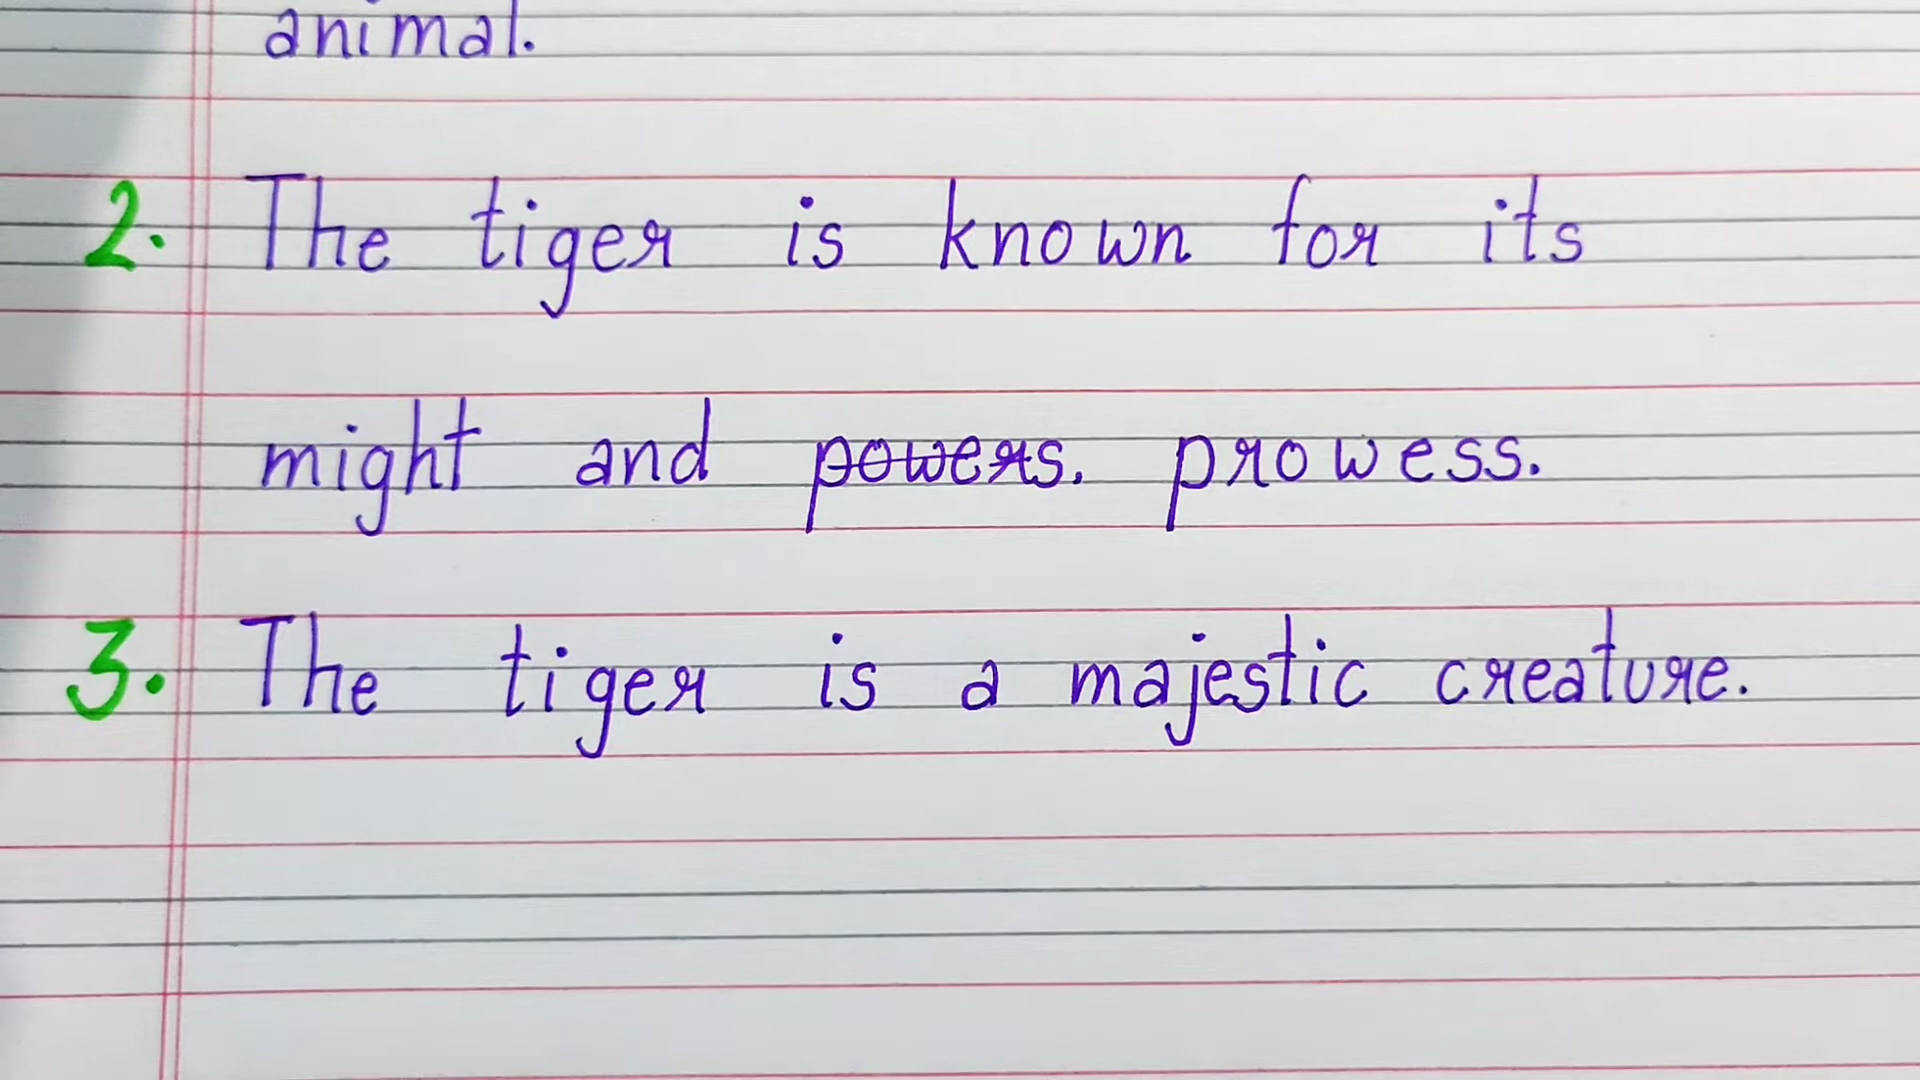 animal.
2. The tiger is known for its
might and powers. prowess.
3. The tiger is a majestic creature.